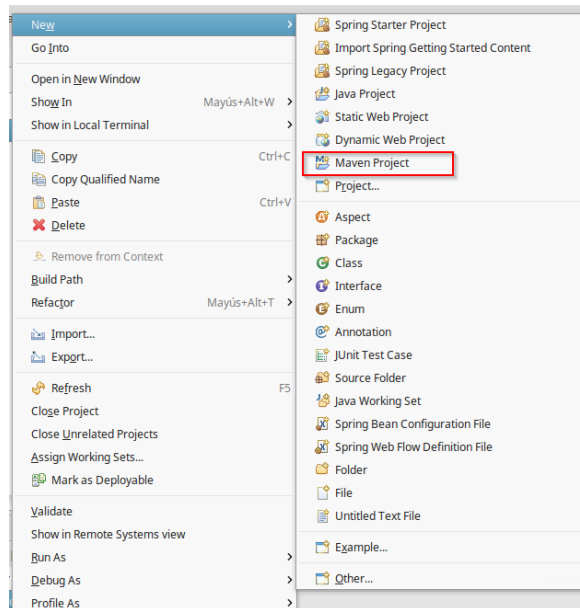 New
Go Into
Open in New Window
Show In Mayús+Alt+W
Show in Local Terminal
Copy Ctrl+C
Copy Qualified Name
Paste Ctrl+V
Delete
Remove from Context
Build Path
Refactor Mayús+Alt+T
Import...
Export...
Refresh F5
Close Project
Close Unrelated Projects
Assign Working Sets...
Mark as Deployable
Validate
Show in Remote Systems view
Run As
Debug As
Profile As
Spring Starter Project
Import Spring Getting Started Content
Spring Legacy Project
Java Project
Static Web Project
Dynamic Web Project
Maven Project
Project...
Aspect
Package
Class
Interface
Enum
Annotation
JUnit Test Case
Source Folder
Java Working Set
Spring Bean Configuration File
Spring Web Flow Definition File
Folder
File
Untitled Text File
Example...
Other...